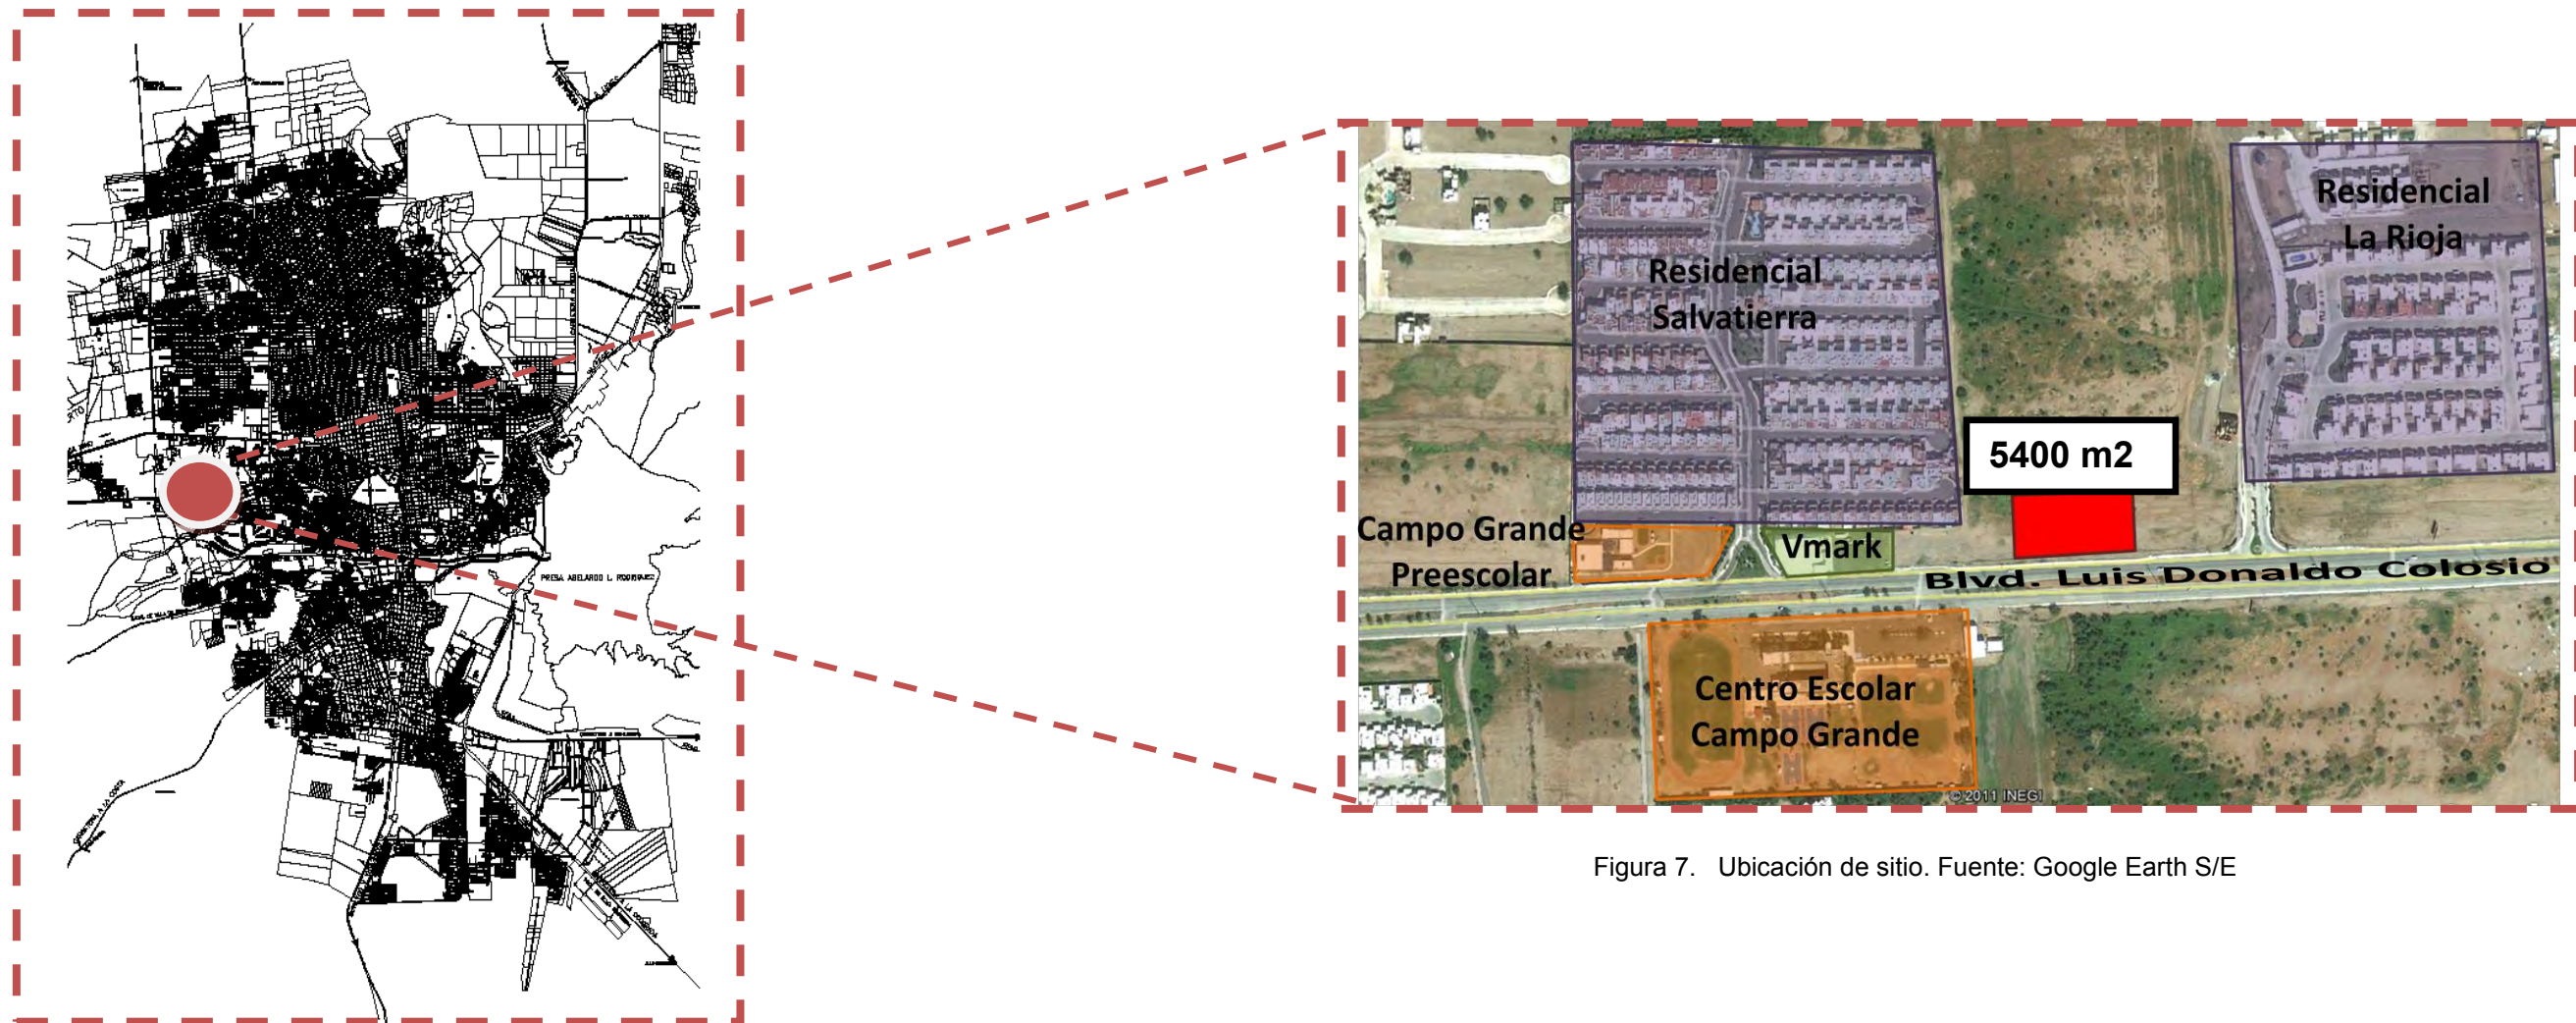 PRESA ABELARDO L. RODRIGUEZ
Residencial
La Rioja
Residencial
Salvatierra
5400 m2
Campo Grande
Preescolar
Vmark
Blvd. Luis Donaldo Colosio
Centro Escolar
Campo Grande
© 2011 INEGI
Figura 7. Ubicación de sitio. Fuente: Google Earth S/E